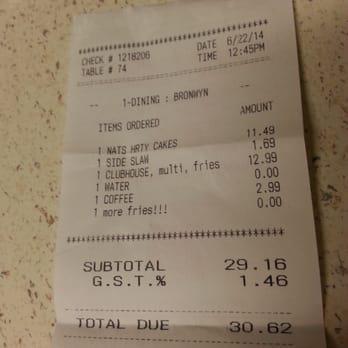 ************************************
CHECK # 1218206 DATE 6/22/14
TABLE # 74 TIME 12:45PM
************************************
-- 1-DINING : BRONWYN --
ITEMS ORDERED AMOUNT
1 NATS HRTY CAKES 11.49
1 SIDE SLAW 1.69
1 CLUBHOUSE, multi, fries 12.99
1 WATER 0.00
1 COFFEE 2.99
1 more fries!!! 0.00
************************************
SUBTOTAL 29.16
G.S.T.% 1.46
TOTAL DUE 30.62